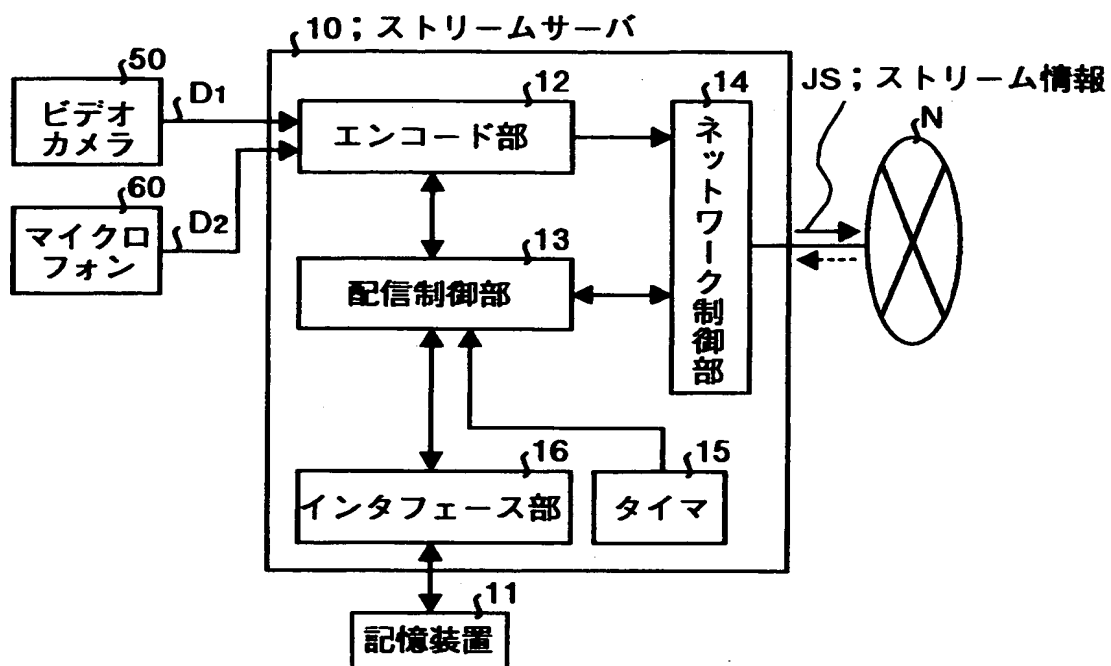 10;ストリームサーバ
50
ビデオ
カメラ
D1
60
マイクロ
フォン
D2
12
エンコード部
13
配信制御部
14
ネットワーク制御部
JS;ストリーム情報
N
16
インタフェース部
15
タイマ
11
記憶装置